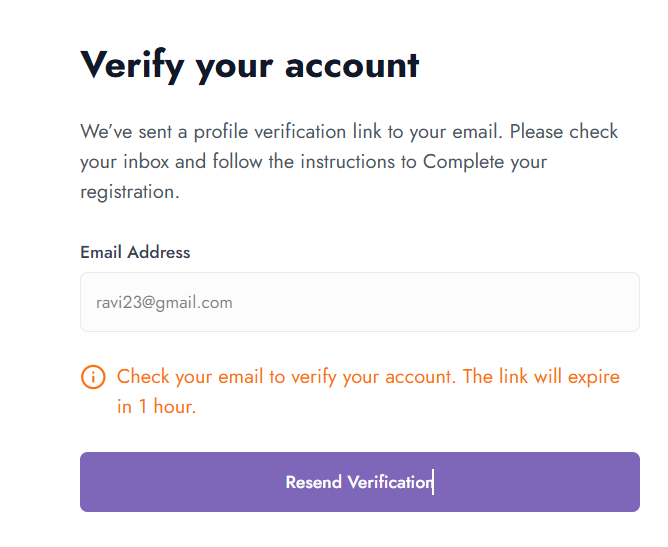 Verify your account
We’ve sent a profile verification link to your email. Please check
your inbox and follow the instructions to Complete your
registration.
Email Address
ravi23@gmail.com
Check your email to verify your account. The link will expire
in 1 hour.
Resend Verification